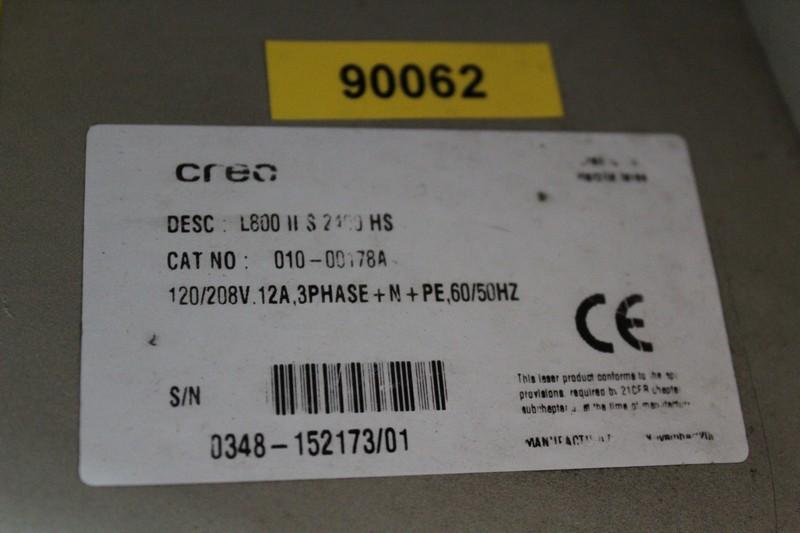 90062
creo
DESC : L800 II S HS
CAT NO : 010-00178A
120/208V.12A,3PHASE+N+PE,60/50HZ
CE
This laser product conforms to the
provisions, required by 21CFR chapter
subchapter at the time of manufacture
S/N
0348-152173/01